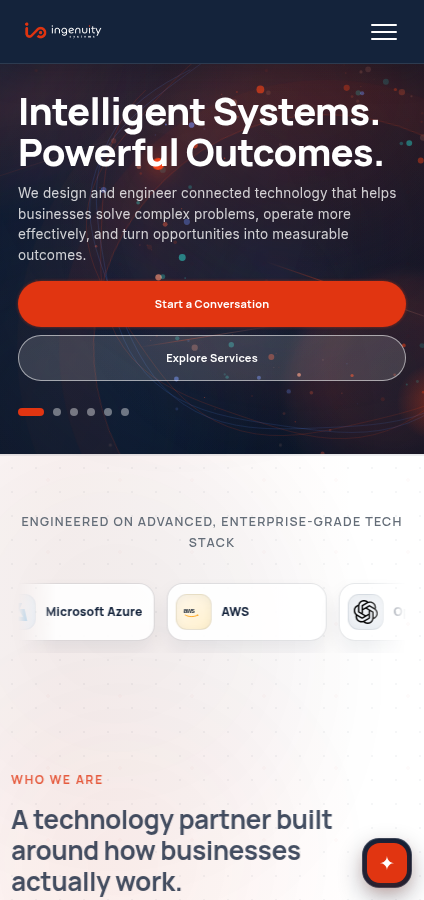 ingenuity
systems
Intelligent Systems.
Powerful Outcomes.
We design and engineer connected technology that helps
businesses solve complex problems, operate more
effectively, and turn opportunities into measurable
outcomes.
Start a Conversation
Explore Services
ENGINEERED ON ADVANCED, ENTERPRISE-GRADE TECH
STACK
Microsoft Azure
aws
AWS
WHO WE ARE
A technology partner built
around how businesses
actually work.